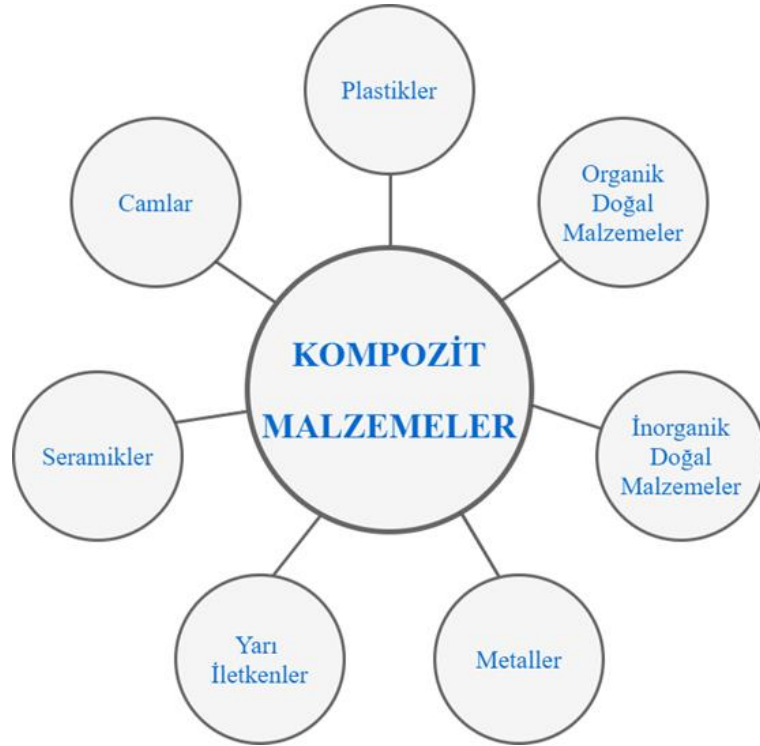 Plastikler
Organik
Doğal
Malzemeler
Camlar
KOMPOZİT
MALZEMELER
İnorganik
Doğal
Malzemeler
Seramikler
Yarı
İletkenler
Metaller